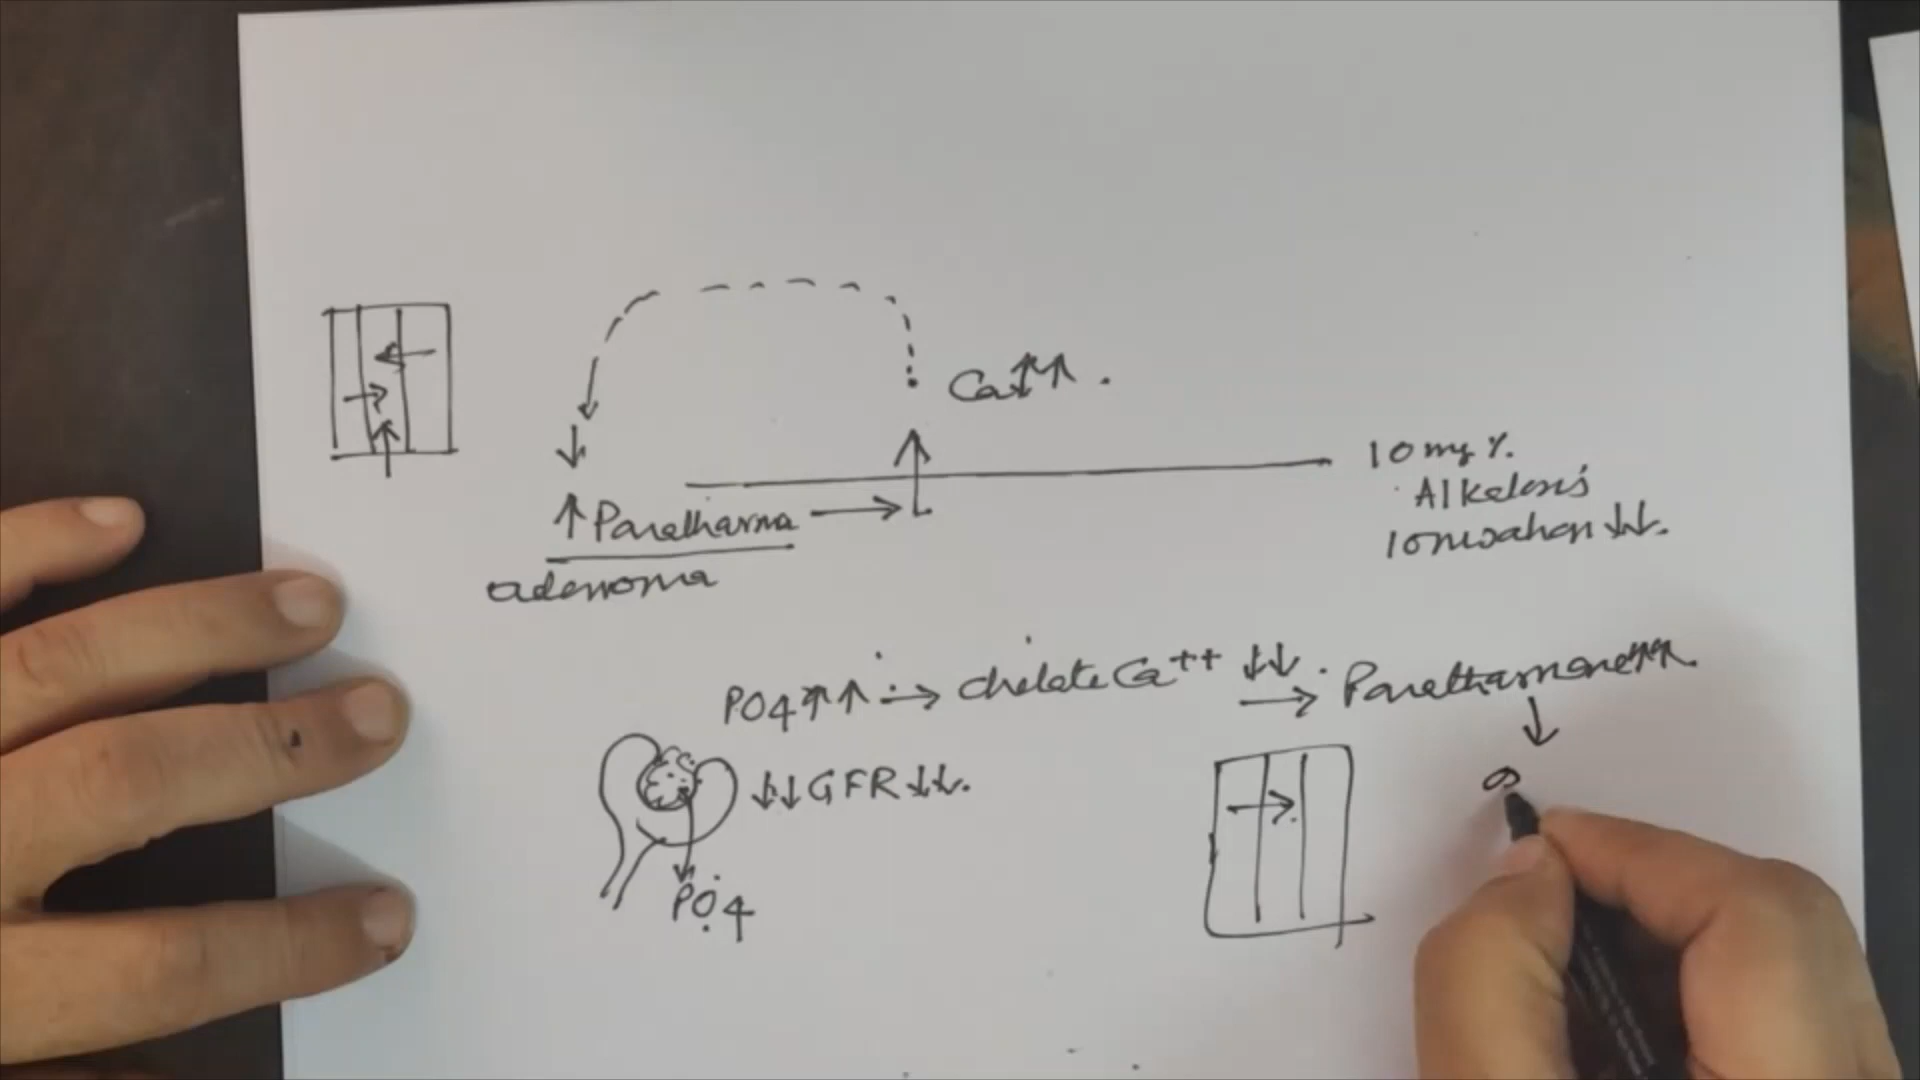 Ca↑↑.
10 mg %.
Alkalosis
↑Paratharma
Ionisation ↓↓.
adenoma
PO4↑↑ → chelate Ca++ ↓↓. → Parathormone↑↑.
↓↓GFR↓↓.
PO4